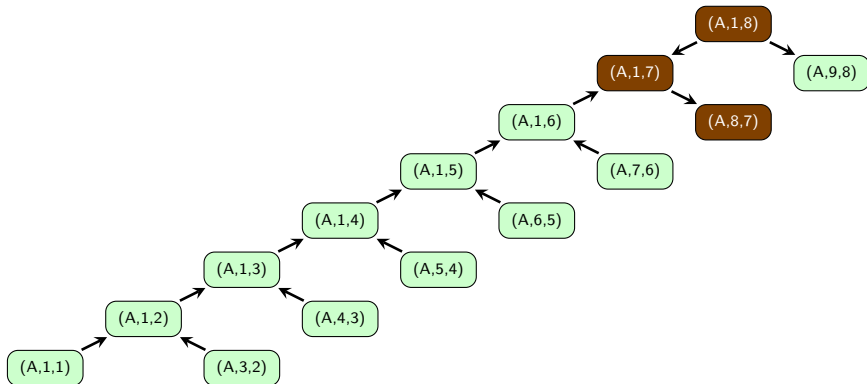 (A,1,8)
(A,1,7)
(A,9,8)
(A,1,6)
(A,8,7)
(A,1,5)
(A,7,6)
(A,1,4)
(A,6,5)
(A,1,3)
(A,5,4)
(A,1,2)
(A,4,3)
(A,1,1)
(A,3,2)